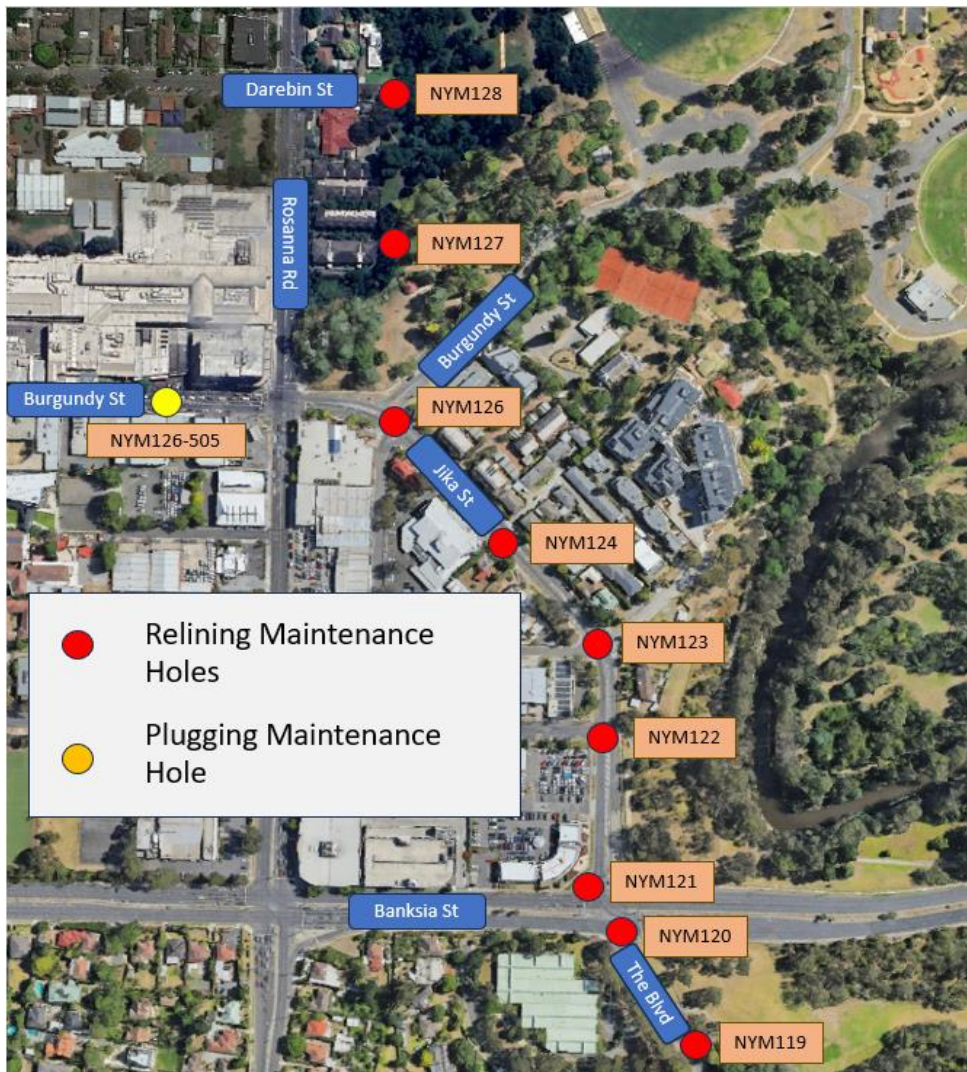 Darebin St
NYM128
Rosanna Rd
NYM127
Burgundy St
Burgundy St
NYM126
NYM126-505
Jika St
NYM124
Relining Maintenance
Holes
NYM123
Plugging Maintenance
Hole
NYM122
NYM121
Banksia St
NYM120
The Blvd
NYM119